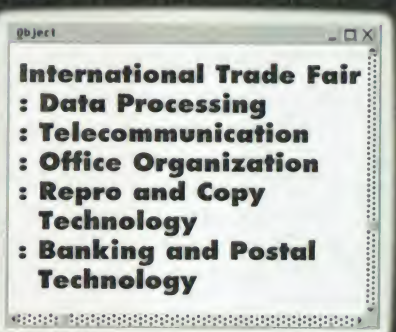 Object
International Trade Fair
: Data Processing
: Telecommunication
: Office Organization
: Repro and Copy
Technology
: Banking and Postal
Technology